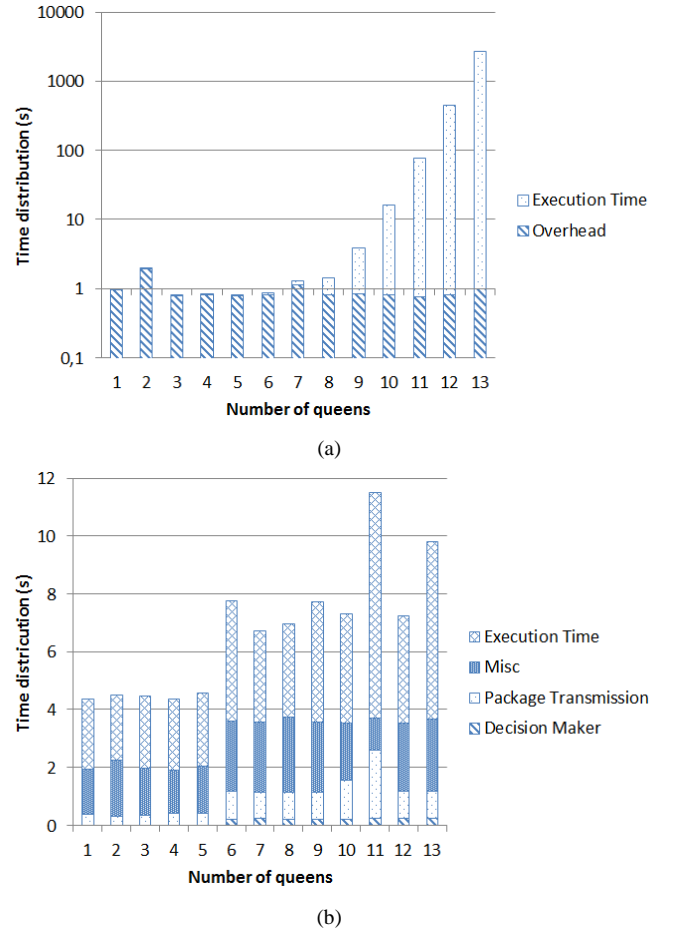 10000
1000
100
10
1
0,1
Time distribution (s)
Execution Time
Overhead
1 2 3 4 5 6 7 8 9 10 11 12 13
Number of queens
(a)
12
10
8
6
4
2
0
Time districution (s)
Execution Time
Misc
Package Transmission
Decision Maker
1 2 3 4 5 6 7 8 9 10 11 12 13
Number of queens
(b)